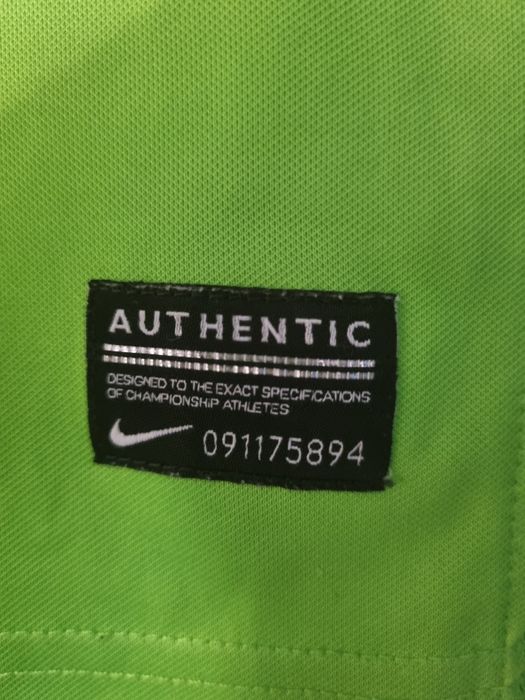 AUTHENTIC
DESIGNED TO THE EXACT SPECIFICATIONS
OF CHAMPIONSHIP ATHLETES
091175894